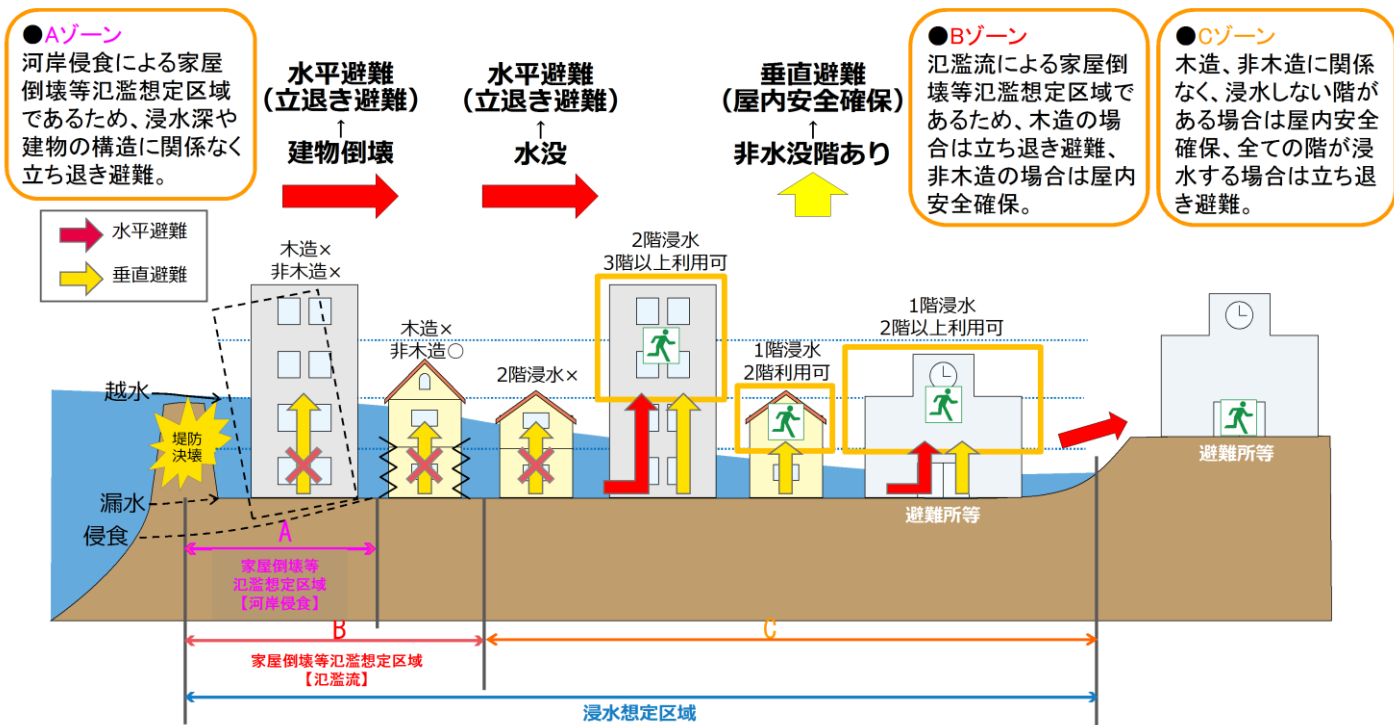 ●Aゾーン
河岸侵食による家屋
倒壊等氾濫想定区域
であるため、浸水深や
建物の構造に関係なく
立ち退き避難。
水平避難
(立退き避難)
↑
建物倒壊
水平避難
(立退き避難)
↑
水没
垂直避難
(屋内安全確保)
↑
非水没階あり
●Bゾーン
氾濫流による家屋倒
壊等氾濫想定区域で
あるため、木造の場
合は立ち退き避難、
非木造の場合は屋内
安全確保。
●Cゾーン
木造、非木造に関係
なく、浸水しない階が
ある場合は屋内安全
確保、全ての階が浸
水する場合は立ち退
き避難。
水平避難
垂直避難
木造×
非木造×
木造×
非木造○
2階浸水×
2階浸水
3階以上利用可
1階浸水
2階利用可
1階浸水
2階以上利用可
越水
堤防
決壊
漏水
侵食
避難所等
避難所等
A
家屋倒壊等
氾濫想定区域
【河岸侵食】
B
家屋倒壊等氾濫想定区域
【氾濫流】
C
浸水想定区域